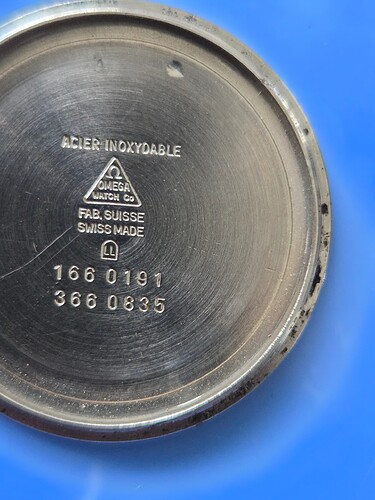 ACIER INOXYDABLE
Ω
OMEGA
WATCH Co
FAB. SUISSE
SWISS MADE
166 0191
366 0835